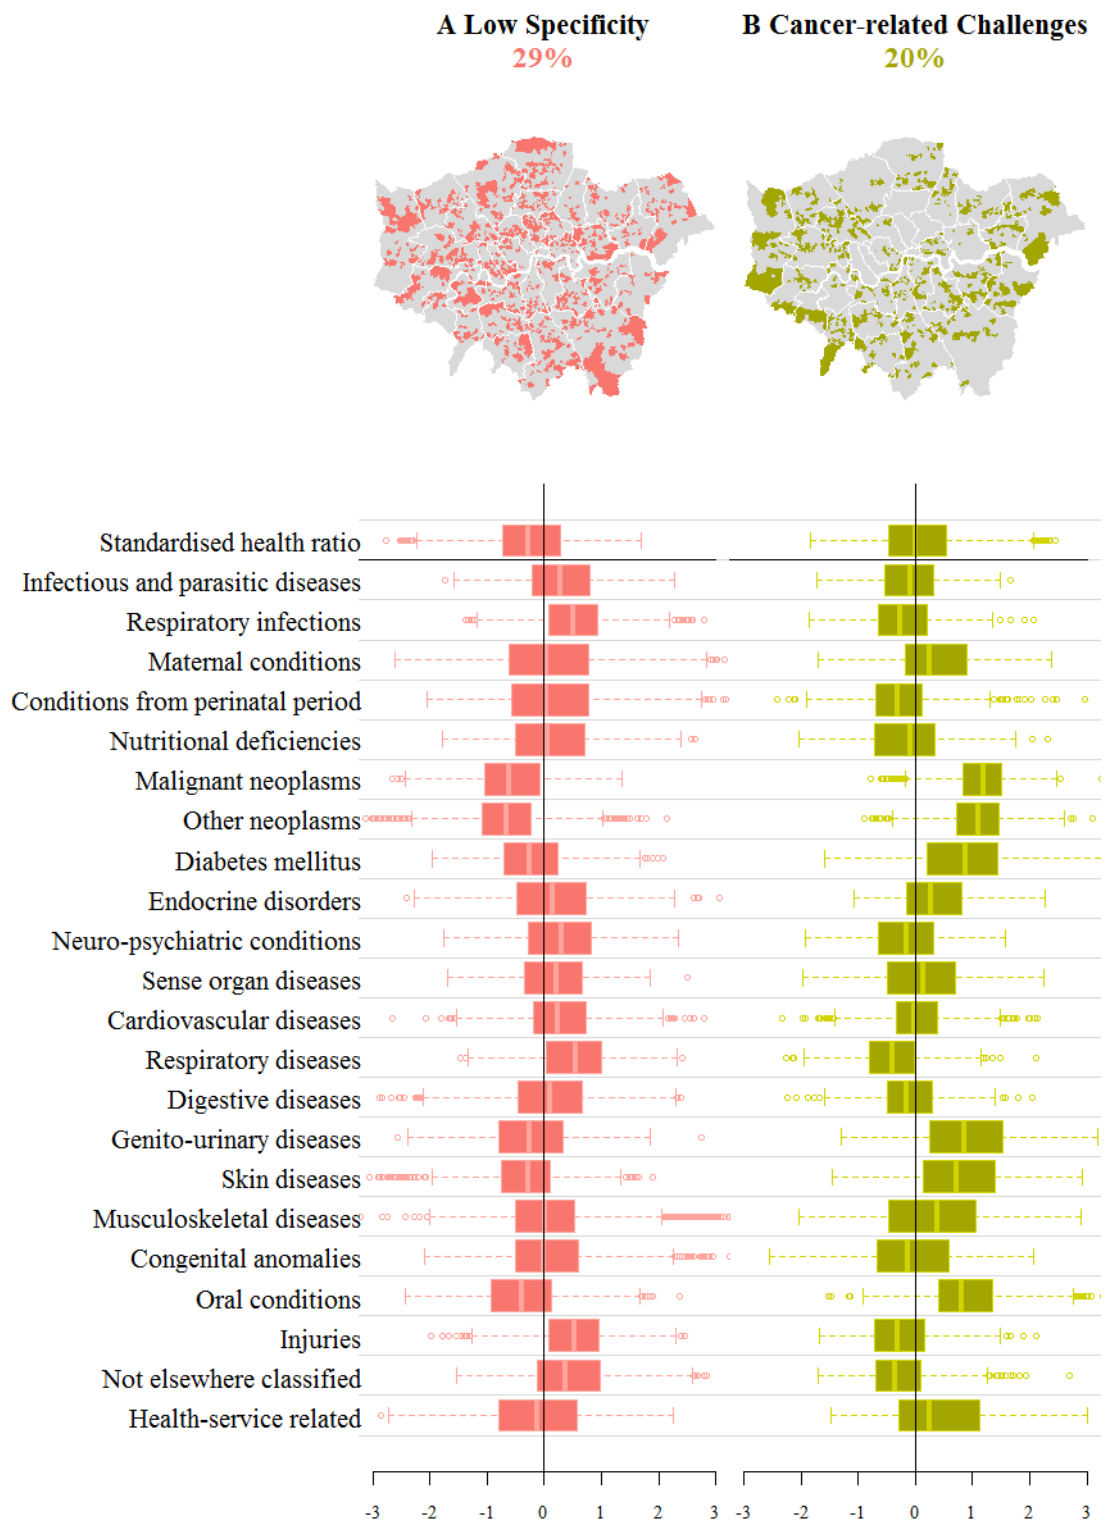 A Low Specificity
29%
B Cancer-related Challenges
20%
Standardised health ratio
Infectious and parasitic diseases
Respiratory infections
Maternal conditions
Conditions from perinatal period
Nutritional deficiencies
Malignant neoplasms
Other neoplasms
Diabetes mellitus
Endocrine disorders
Neuro-psychiatric conditions
Sense organ diseases
Cardiovascular diseases
Respiratory diseases
Digestive diseases
Genito-urinary diseases
Skin diseases
Musculoskeletal diseases
Congenital anomalies
Oral conditions
Injuries
Not elsewhere classified
Health-service related
-3 -2 -1 0 1 2 3
-3 -2 -1 0 1 2 3